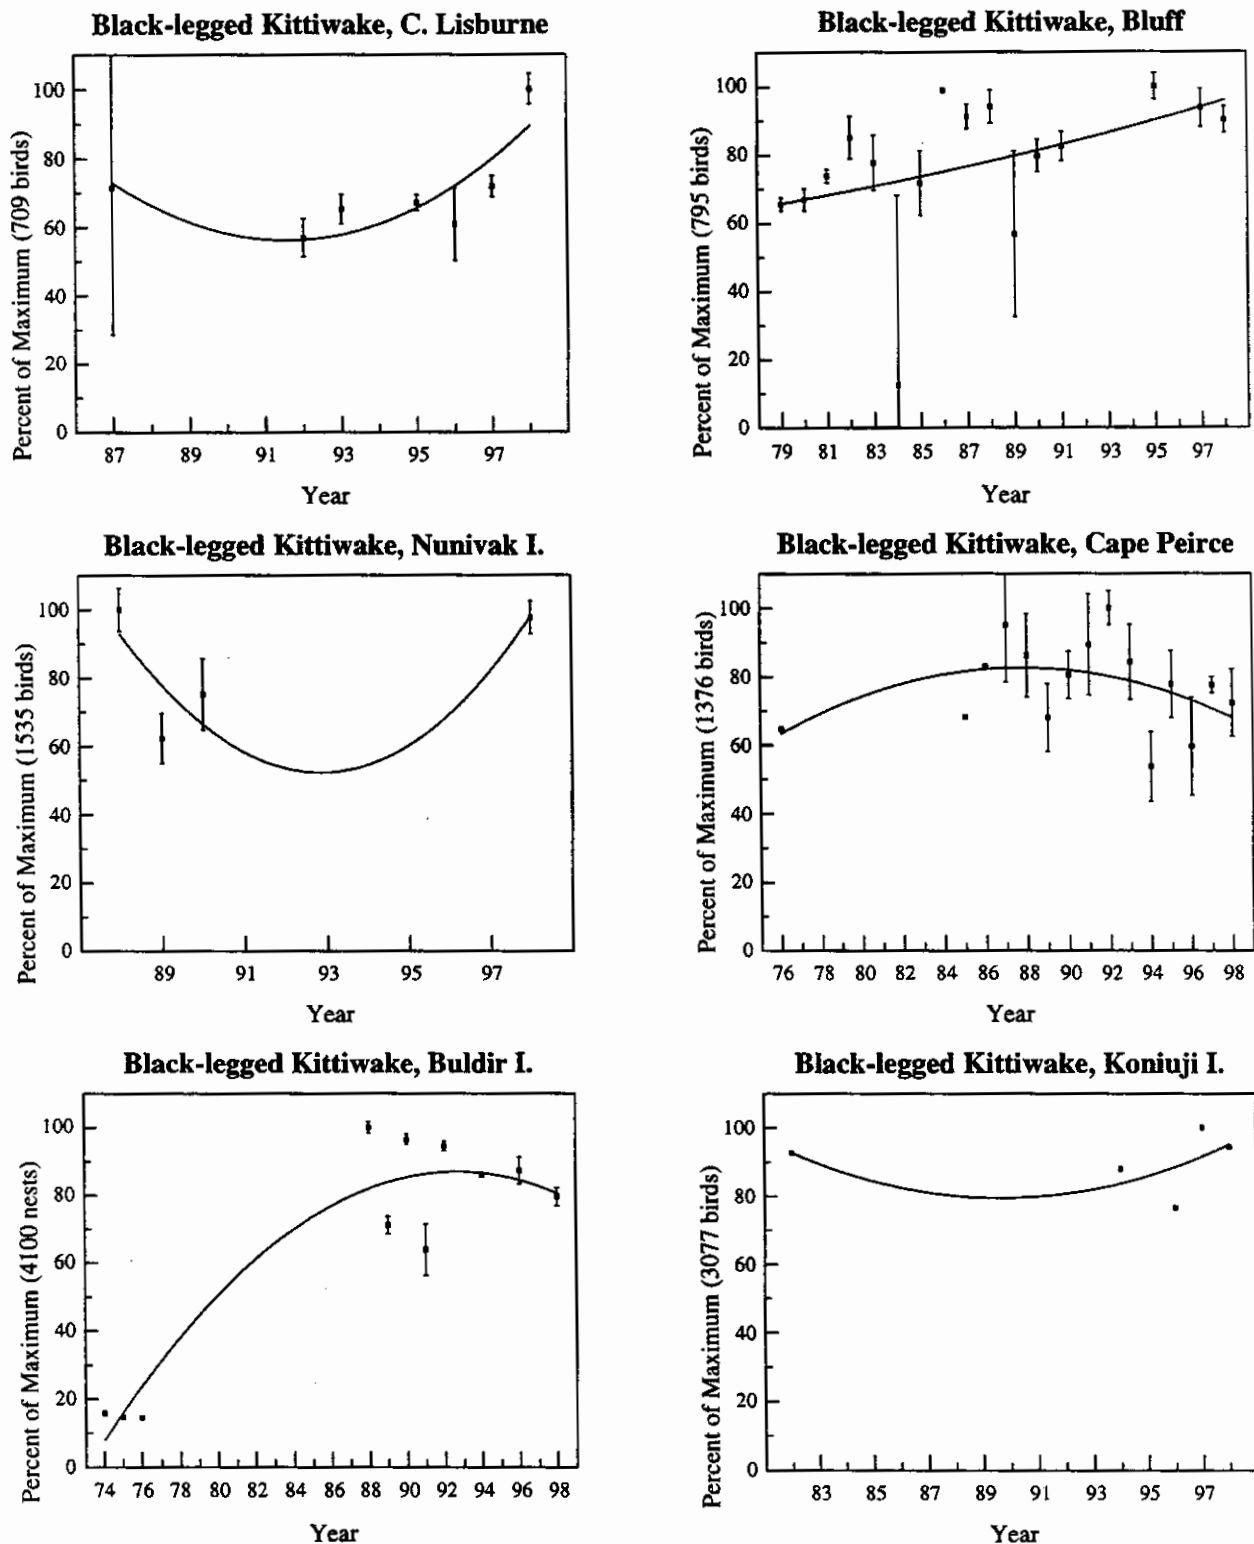 Black-legged Kittiwake, C. Lisburne
Percent of Maximum (709 birds)
100
80
60
40
20
0
87 89 91 93 95 97
Year
Black-legged Kittiwake, Bluff
Percent of Maximum (795 birds)
100
80
60
40
20
0
79 81 83 85 87 89 91 93 95 97
Year
Black-legged Kittiwake, Nunivak I.
Percent of Maximum (1535 birds)
100
80
60
40
20
0
89 91 93 95 97
Year
Black-legged Kittiwake, Cape Peirce
Percent of Maximum (1376 birds)
100
80
60
40
20
0
76 78 80 82 84 86 88 90 92 94 96 98
Year
Black-legged Kittiwake, Buldir I.
Percent of Maximum (4100 nests)
100
80
60
40
20
0
74 76 78 80 82 84 86 88 90 92 94 96 98
Year
Black-legged Kittiwake, Koniuji I.
Percent of Maximum (3077 birds)
100
80
60
40
20
0
83 85 87 89 91 93 95 97
Year